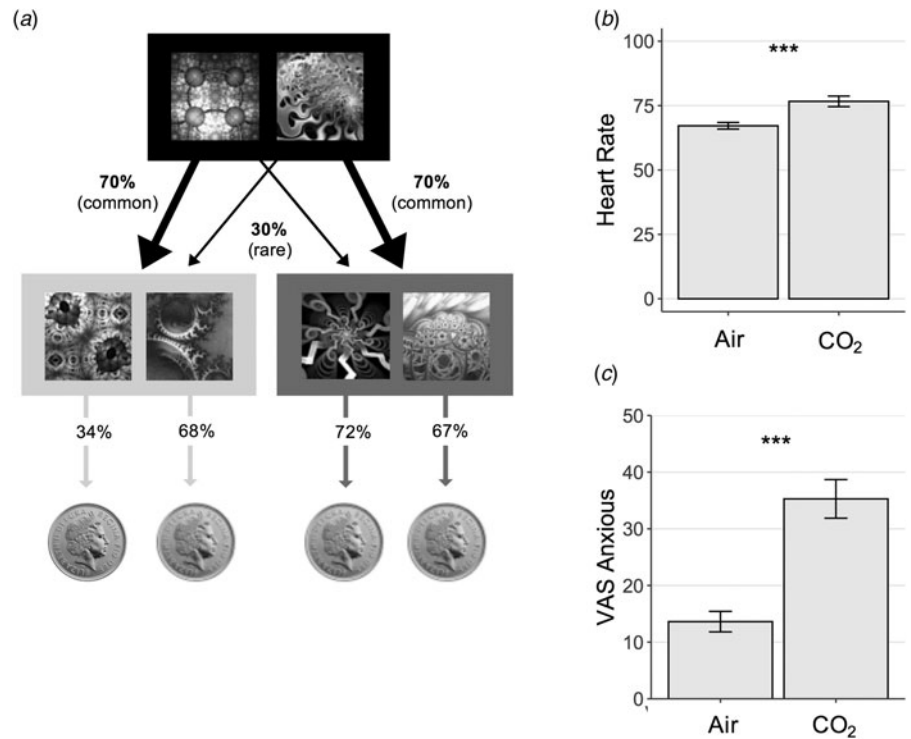 (a)
70%
(common)
70%
(common)
30%
(rare)
34%
68%
72%
67%
(b)
100
***
75
50
25
0
Heart Rate
Air
CO₂
(c)
50
***
40
30
20
10
0
VAS Anxious
Air
CO₂